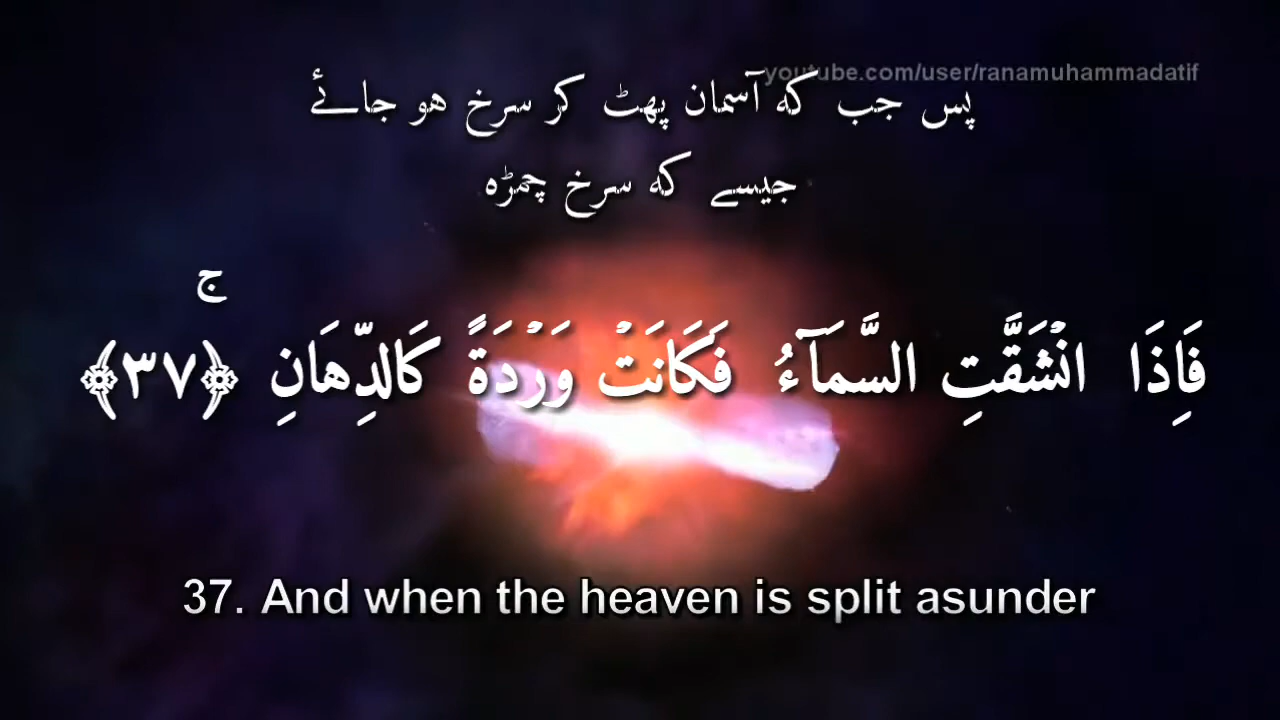 youtube.com/user/ranamuhammadatif
پس جب کہ آسمان پھٹ کر سرخ ہو جائے
جیسے کہ سرخ چمڑہ
فَاِذَا انْشَقَّتِ السَّمَآءُ فَكَانَتْ وَرْدَةً كَالدِّهَانِ ۚ ﴿۳۷﴾
37. And when the heaven is split asunder